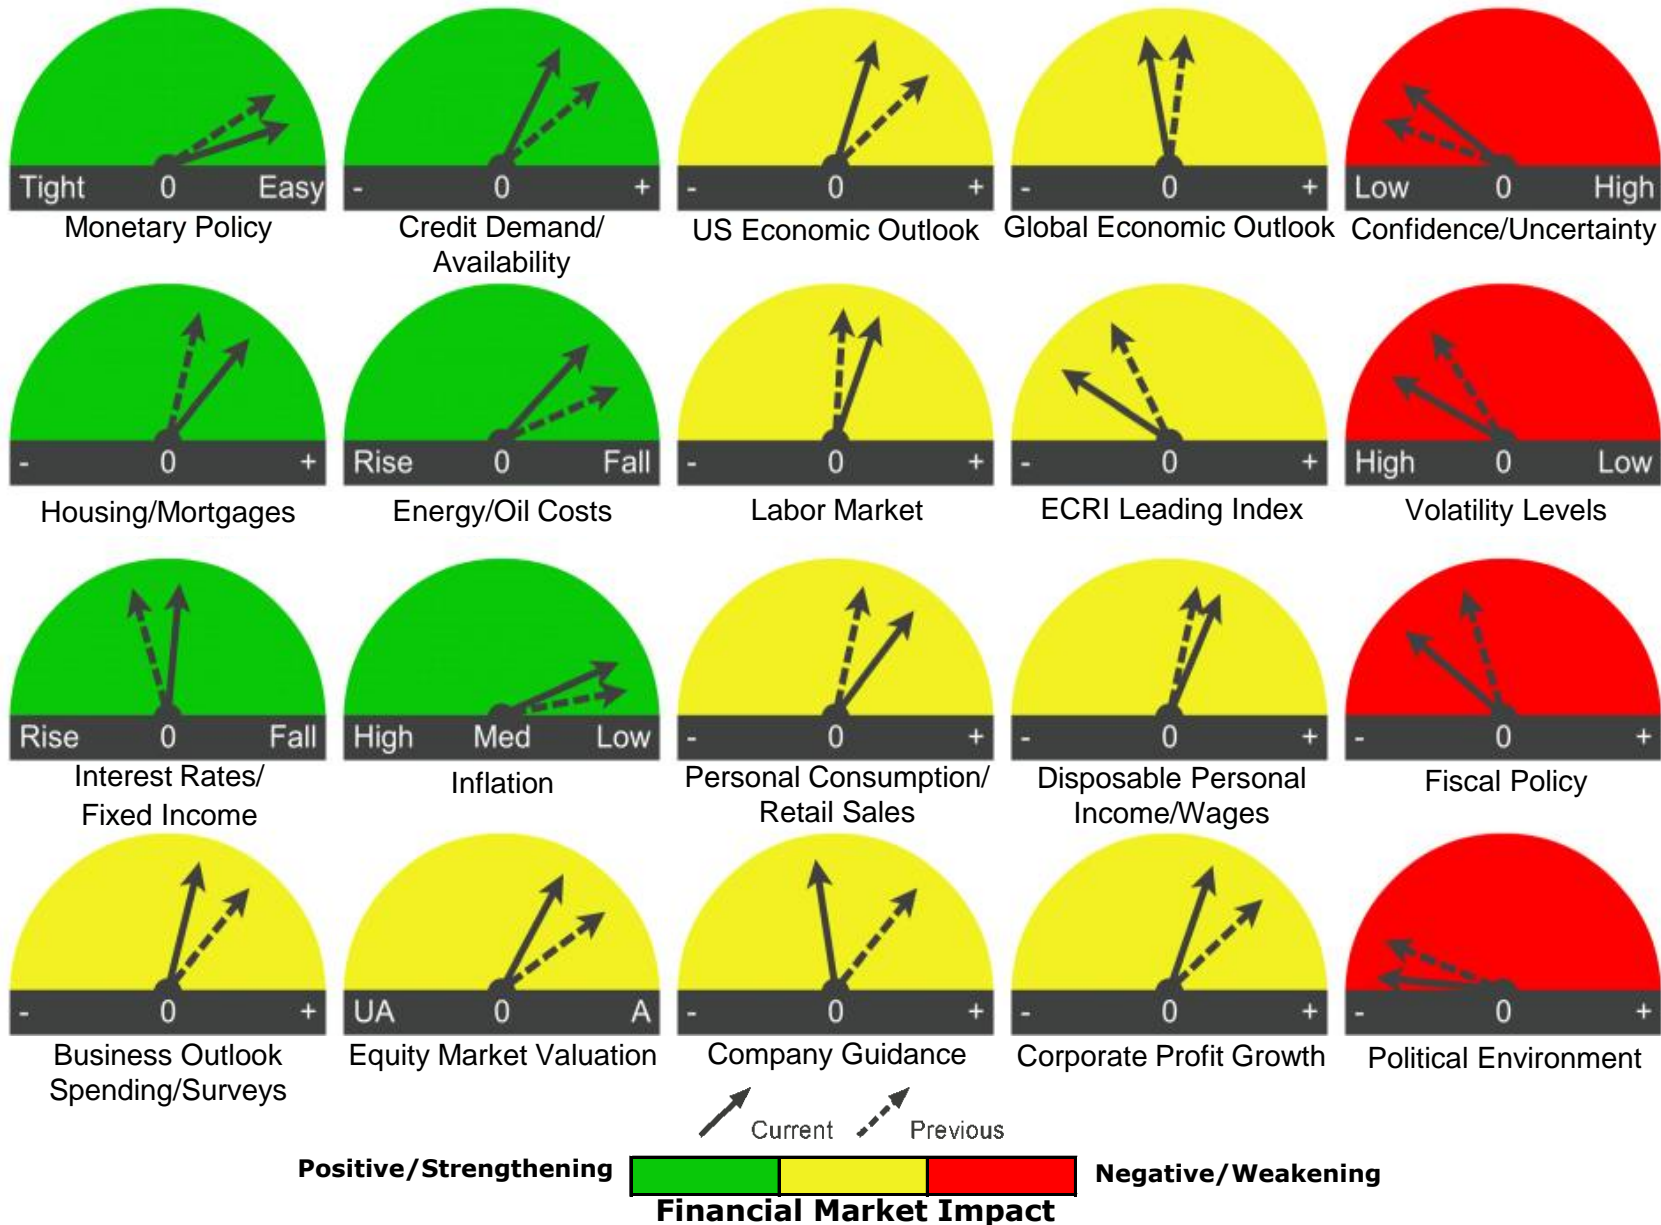 Tight 0 Easy
- 0 +
- 0 +
- 0 +
Low 0 High
Monetary Policy
Credit Demand/
Availability
US Economic Outlook
Global Economic Outlook
Confidence/Uncertainty
- 0 +
Rise 0 Fall
- 0 +
- 0 +
High 0 Low
Housing/Mortgages
Energy/Oil Costs
Labor Market
ECRI Leading Index
Volatility Levels
Rise 0 Fall
High Med Low
- 0 +
- 0 +
- 0 +
Interest Rates/
Fixed Income
Inflation
Personal Consumption/
Retail Sales
Disposable Personal
Income/Wages
Fiscal Policy
- 0 +
UA 0 A
- 0 +
- 0 +
- 0 +
Business Outlook
Spending/Surveys
Equity Market Valuation
Company Guidance
Corporate Profit Growth
Political Environment
Current Previous
Positive/Strengthening Negative/Weakening
Financial Market Impact